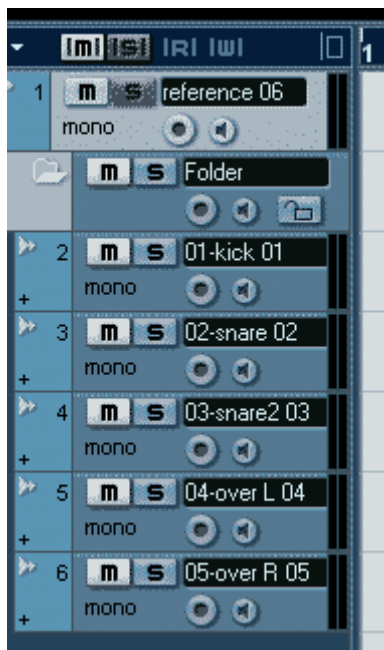 [m] [S] |R| |W| 1
1 m S reference 06
mono
m S Folder
2 m S 01-kick 01
+ mono
3 m S 02-snare 02
+ mono
4 m S 03-snare2 03
+ mono
5 m S 04-over L 04
+ mono
6 m S 05-over R 05
+ mono